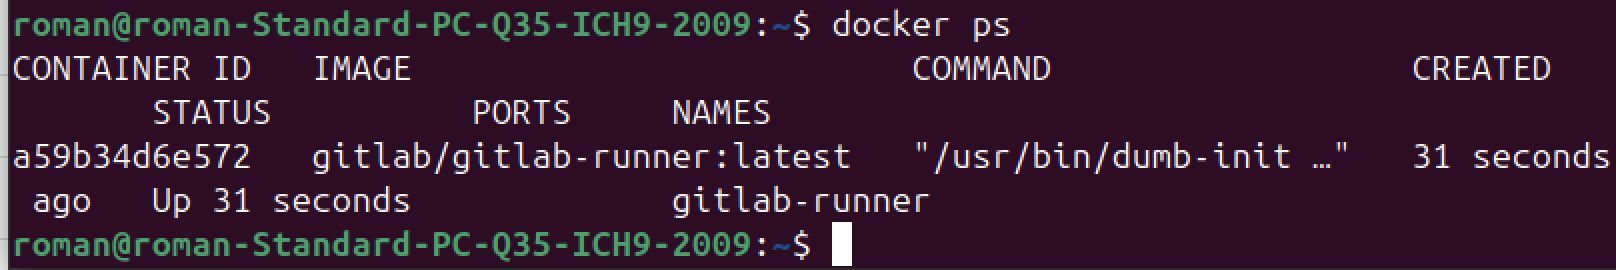 roman@roman-Standard-PC-Q35-ICH9-2009:~$ docker ps
CONTAINER ID   IMAGE                         COMMAND                  CREATED
       STATUS          PORTS     NAMES
a59b34d6e572   gitlab/gitlab-runner:latest   "/usr/bin/dumb-init …"   31 seconds
 ago   Up 31 seconds             gitlab-runner
roman@roman-Standard-PC-Q35-ICH9-2009:~$